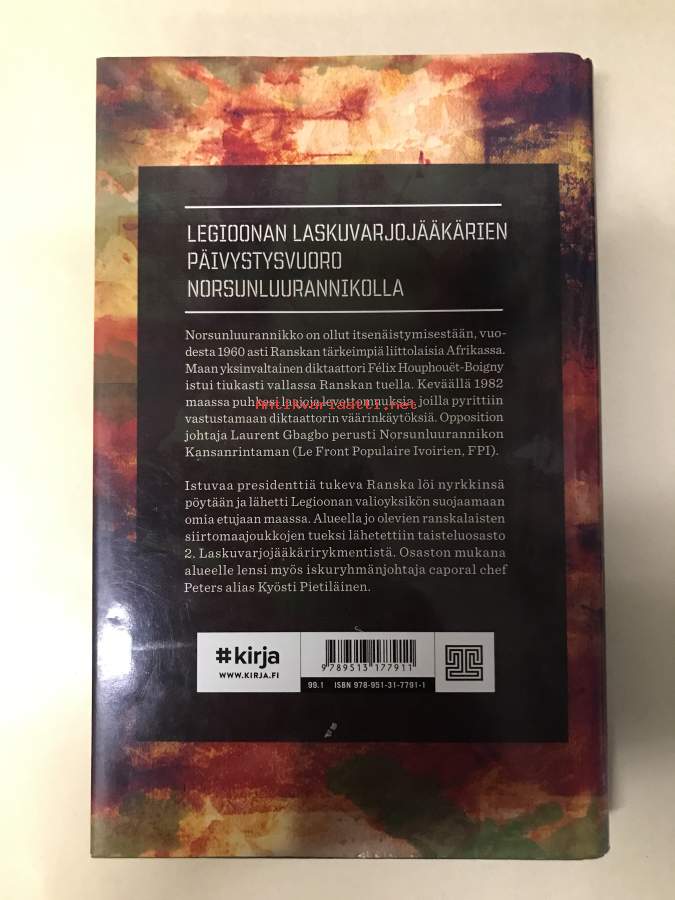 LEGIOONAN LASKUVARJOJÄÄKÄRIEN
PÄIVYSTYSVUORO
NORSUNLUURANNIKOLLA
Norsunluurannikko on ollut itsenäistymisestään, vuo-
desta 1960 asti Ranskan tärkeimpiä liittolaisia Afrikassa.
Maan yksinvaltainen diktaattori Félix Houphouët-Boigny
istui tiukasti vallassa Ranskan tuella. Keväällä 1982
maassa puhkesi laajoja levottomuuksia, joilla pyrittiin
Antikvariaatti.net
vastustamaan diktaattorin väärinkäytöksiä. Opposition
johtaja Laurent Gbagbo perusti Norsunluurannikon
Kansanrintaman (Le Front Populaire Ivoirien, FPI).
Istuvaa presidenttiä tukeva Ranska löi nyrkkinsä
pöytään ja lähetti Legioonan valioyksikön suojaamaan
omia etujaan maassa. Alueella jo olevien ranskalaisten
siirtomaajoukkojen tueksi lähetettiin taisteluosasto
2. Laskuvarjojääkärirykmentistä. Osaston mukana
alueelle lensi myös iskuryhmänjohtaja caporal chef
Peters alias Kyösti Pietiläinen.
#kirja
WWW.KIRJA.FI
9 789513 177911
99.1 ISBN 978-951-31-7791-1